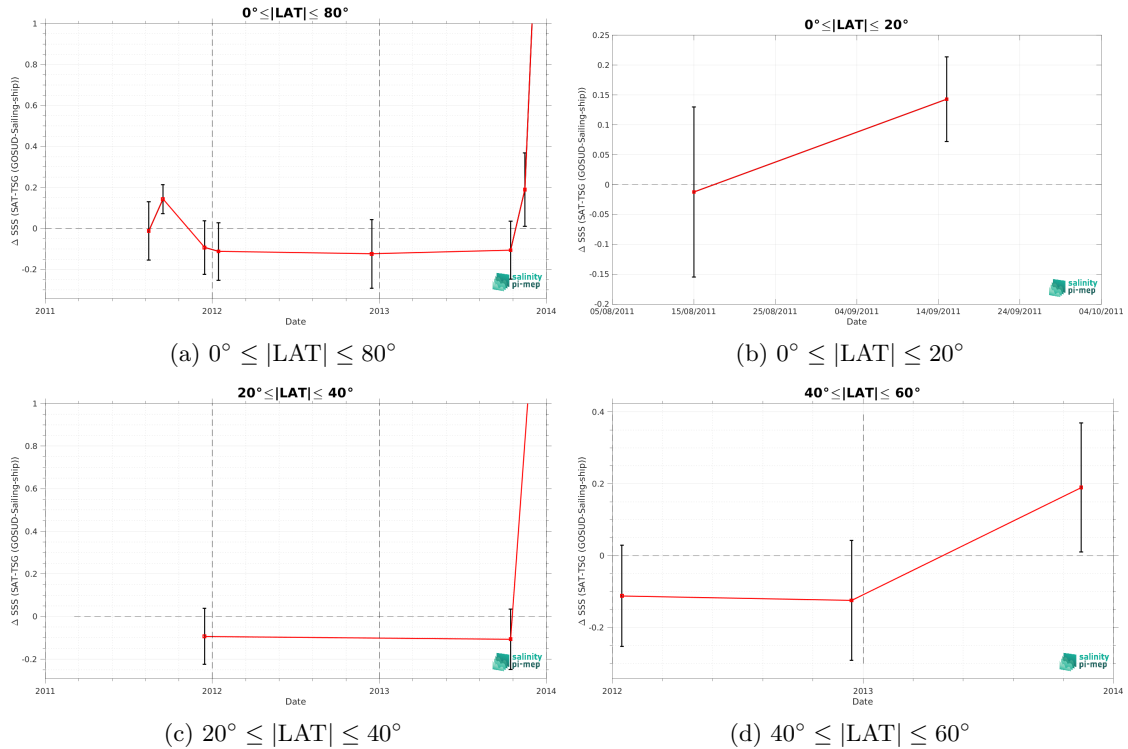 0°≤|LAT|≤ 80°
Δ SSS (SAT-TSG (GOSUD-Sailing-ship))
1
0.8
0.6
0.4
0.2
0
-0.2
2011 2012 2013 2014
Date
salinity
pi-mep
(a) 0° ≤ |LAT| ≤ 80°
0°≤|LAT|≤ 20°
Δ SSS (SAT-TSG (GOSUD-Sailing-ship))
0.25
0.2
0.15
0.1
0.05
0
-0.05
-0.1
-0.15
-0.2
05/08/2011 15/08/2011 25/08/2011 04/09/2011 14/09/2011 24/09/2011 04/10/2011
Date
salinity
pi-mep
(b) 0° ≤ |LAT| ≤ 20°
20°≤|LAT|≤ 40°
Δ SSS (SAT-TSG (GOSUD-Sailing-ship))
1
0.8
0.6
0.4
0.2
0
-0.2
2011 2012 2013 2014
Date
salinity
pi-mep
(c) 20° ≤ |LAT| ≤ 40°
40°≤|LAT|≤ 60°
Δ SSS (SAT-TSG (GOSUD-Sailing-ship))
0.4
0.2
0
-0.2
2012 2013 2014
Date
salinity
pi-mep
(d) 40° ≤ |LAT| ≤ 60°